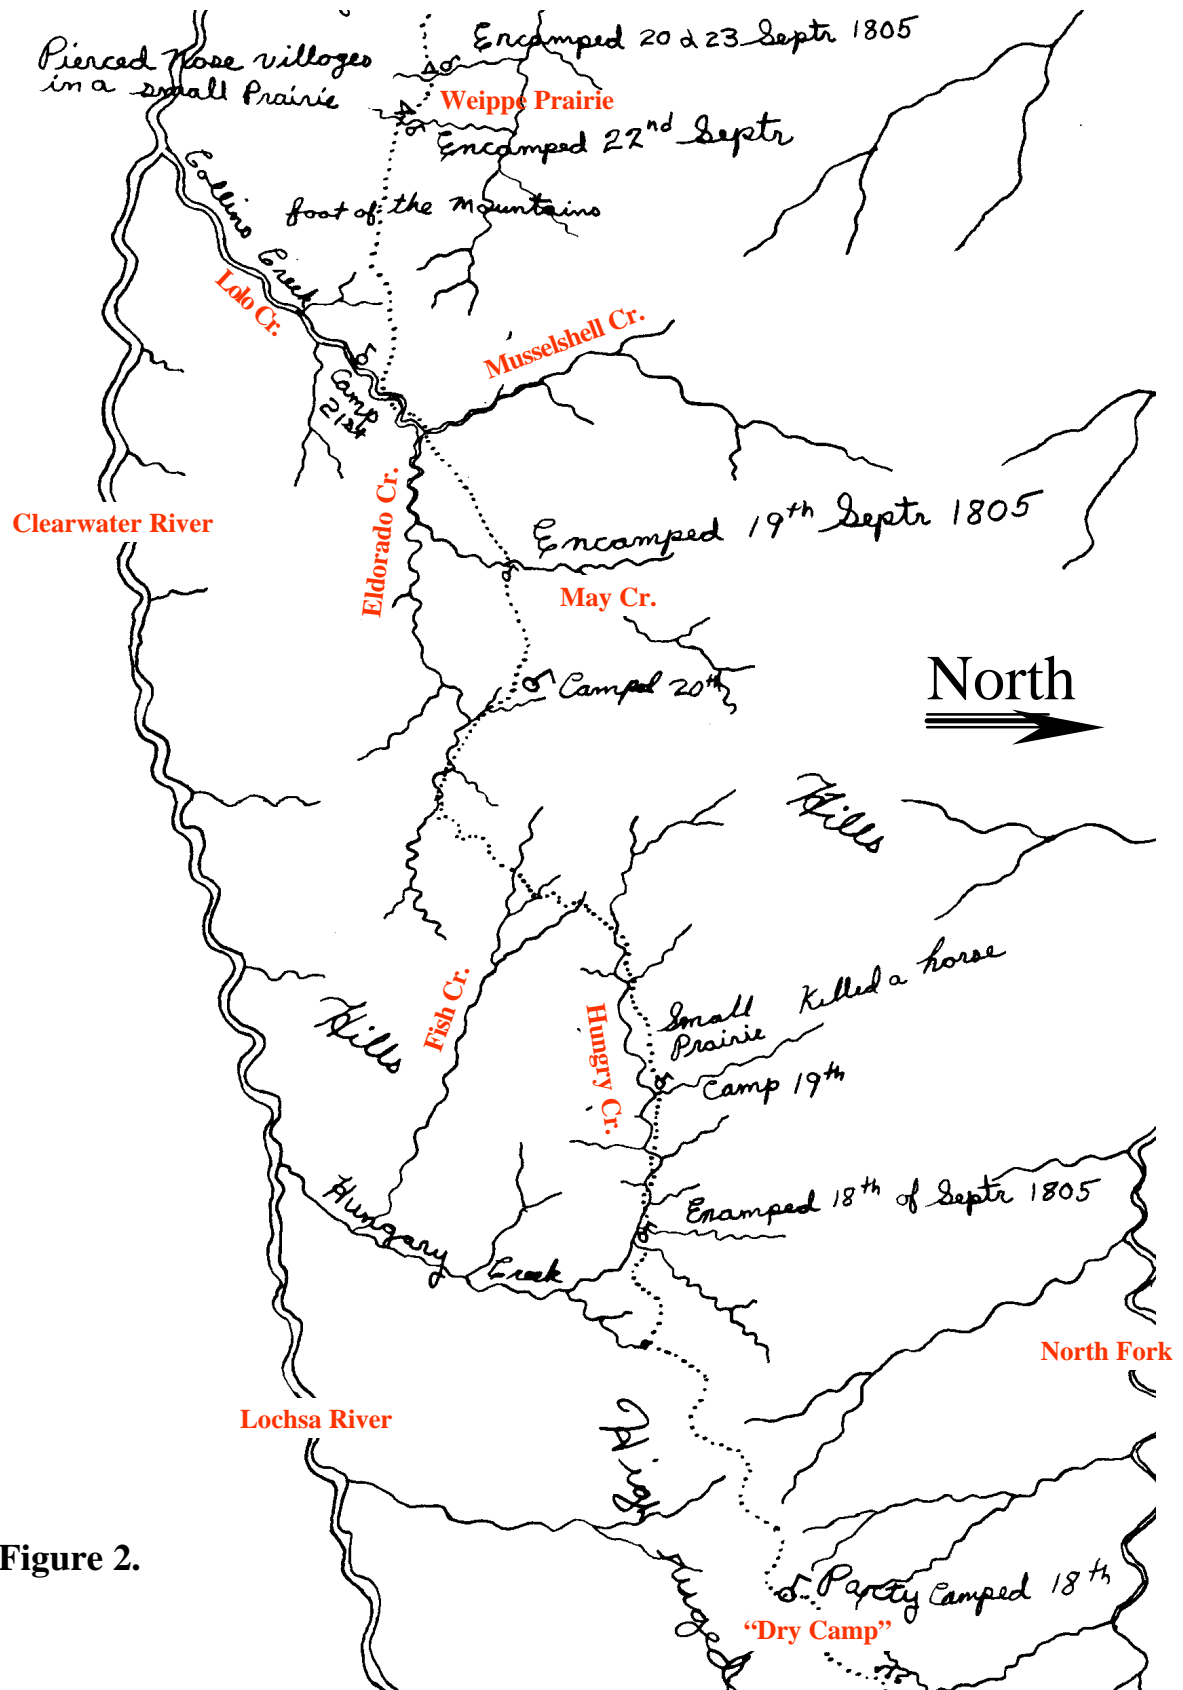 Encamped 20 & 23 Septr 1805
Pierced Nose villages
in a small Prairie
Weippe Prairie
Encamped 22nd Septr
Collins Creek
foot of the Mountains
Lolo Cr.
Musselshell Cr.
Camp
21st
Eldorado Cr.
Clearwater River
Encamped 19th Septr 1805
May Cr.
North
Camped 20th
Hills
Fish Cr.
Hills
Hungry Cr.
Small
Prairie
Killed a horse
Camp 19th
Hungary Creek
Enamped 18th of Septr 1805
North Fork
Lochsa River
High
Ruged
Figure 2.
Party Camped 18th
“Dry Camp”